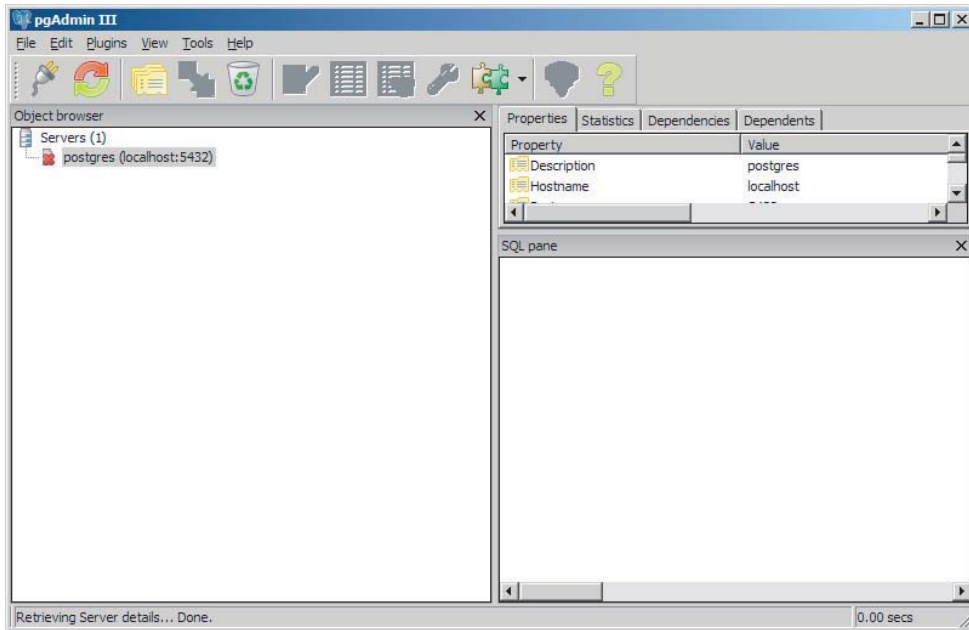 pgAdmin III
File Edit Plugins View Tools Help
Object browser
Servers (1)
postgres (localhost:5432)
Properties Statistics Dependencies Dependents
Property Value
Description postgres
Hostname localhost
SQL pane
Retrieving Server details... Done.
0.00 secs